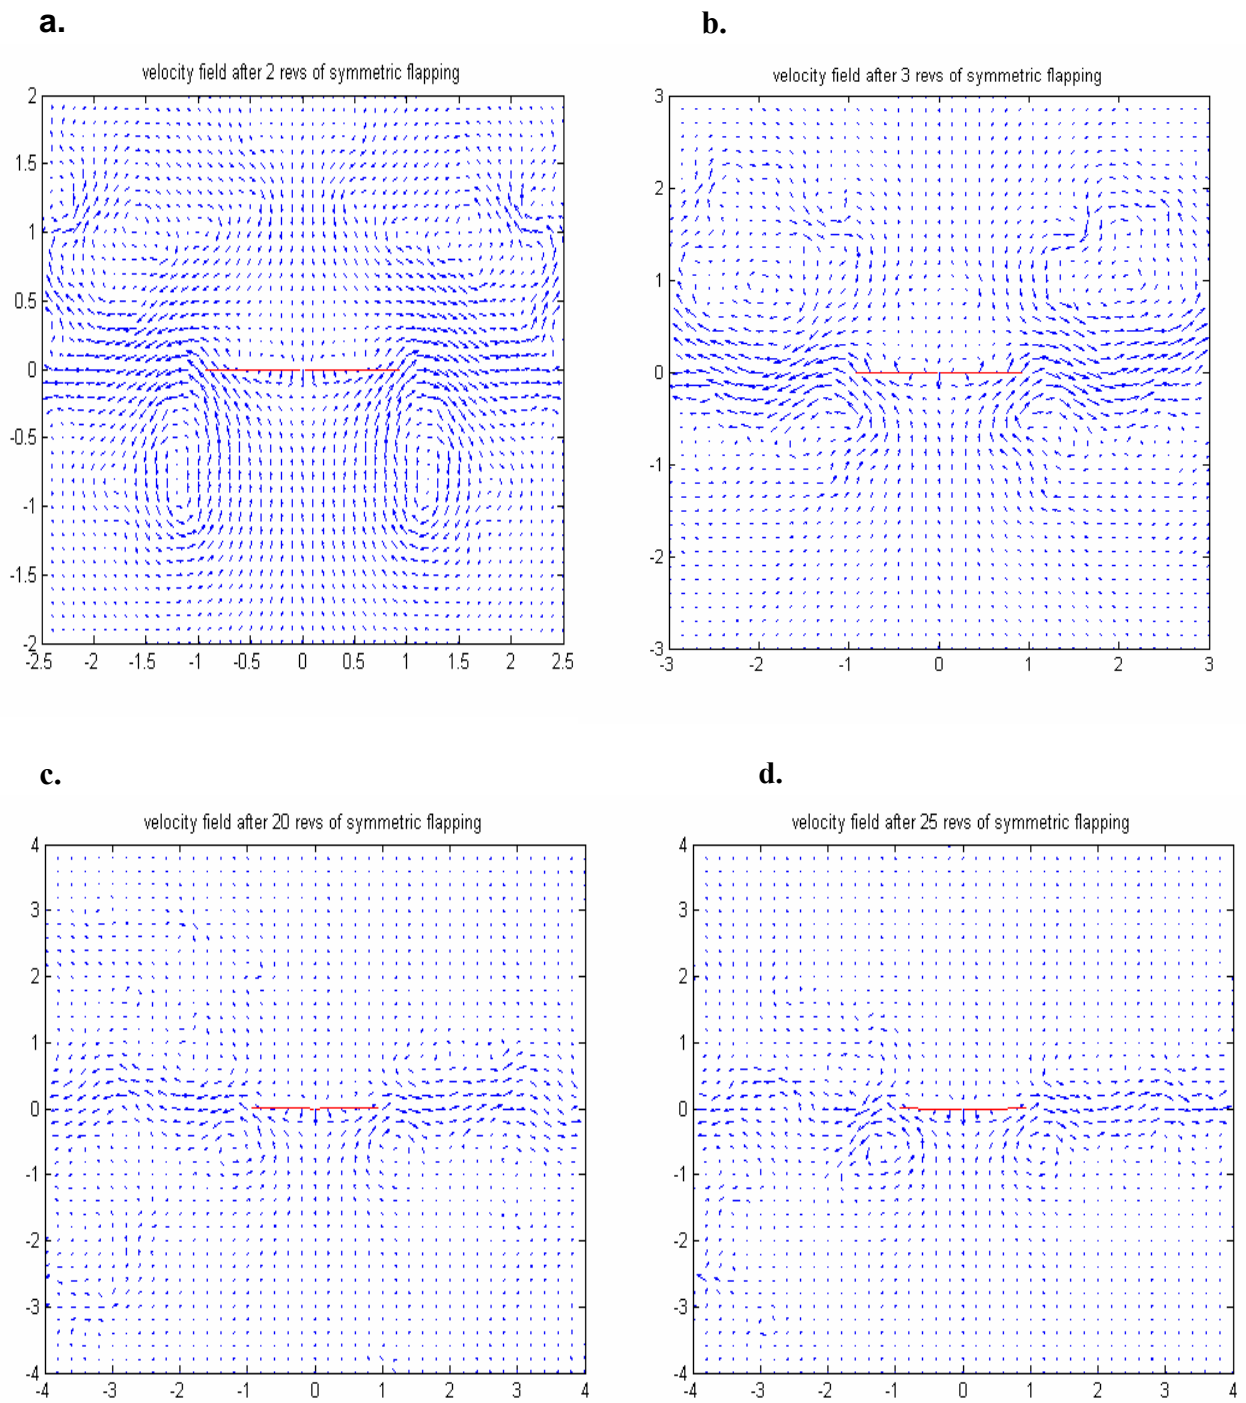 a.
b.
velocity field after 2 revs of symmetric flapping
velocity field after 3 revs of symmetric flapping
2
1.5
1
0.5
0
-0.5
-1
-1.5
-2
-2.5 -2 -1.5 -1 -0.5 0 0.5 1 1.5 2 2.5
3
2
1
0
-1
-2
-3
-3 -2 -1 0 1 2 3
c.
d.
velocity field after 20 revs of symmetric flapping
velocity field after 25 revs of symmetric flapping
4
3
2
1
0
-1
-2
-3
-4
-4 -3 -2 -1 0 1 2 3 4
4
3
2
1
0
-1
-2
-3
-4
-4 -3 -2 -1 0 1 2 3 4